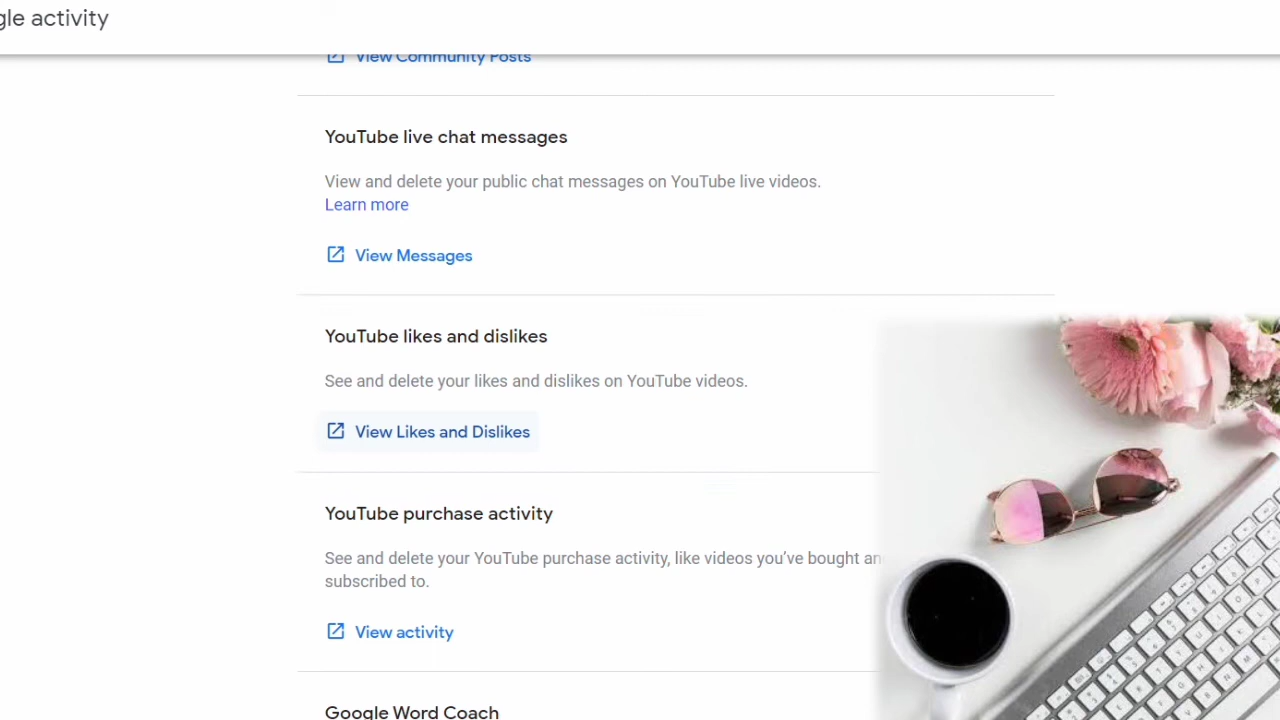 gle activity
View Community Posts
YouTube live chat messages
View and delete your public chat messages on YouTube live videos.
Learn more
View Messages
YouTube likes and dislikes
See and delete your likes and dislikes on YouTube videos.
View Likes and Dislikes
YouTube purchase activity
See and delete your YouTube purchase activity, like videos you've bought an
subscribed to.
View activity
Google Word Coach